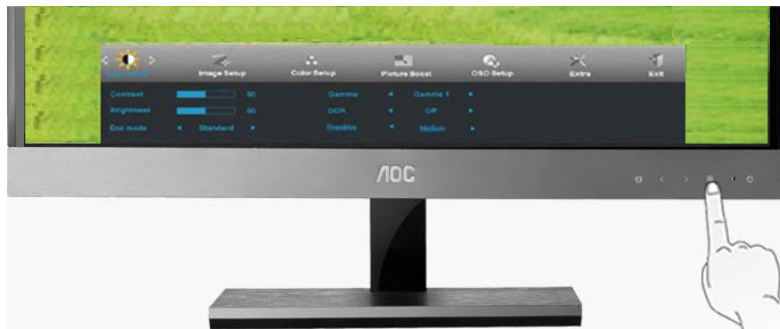 Luminance Image Setup Color Setup Picture Boost OSD Setup Extra Exit
Contrast 50 Gamma Gamma 1
Brightness 50 DCR Off
Eco mode Standard Overdrive Medium
AOC